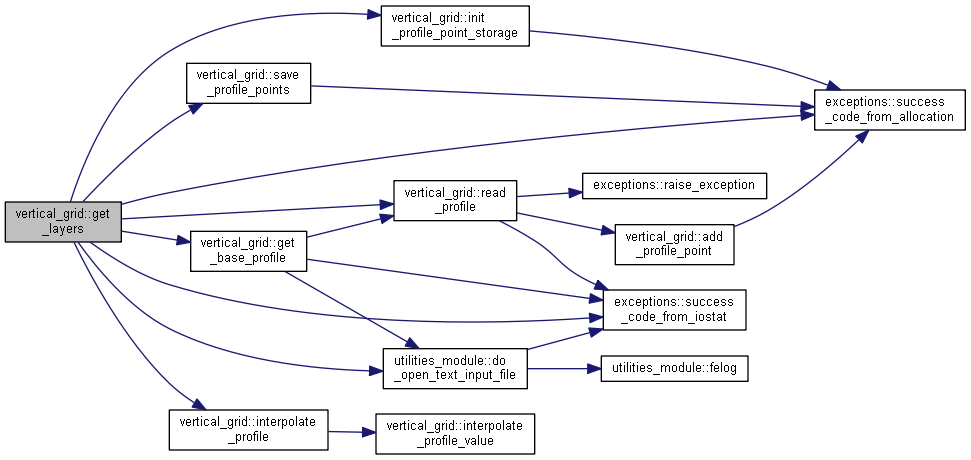 vertical_grid::init
_profile_point_storage
vertical_grid::save
_profile_points
exceptions::success
_code_from_allocation
vertical_grid::read
_profile
exceptions::raise_exception
vertical_grid::get
_layers
vertical_grid::get
_base_profile
vertical_grid::add
_profile_point
exceptions::success
_code_from_iostat
utilities_module::do
_open_text_input_file
utilities_module::felog
vertical_grid::interpolate
_profile
vertical_grid::interpolate
_profile_value